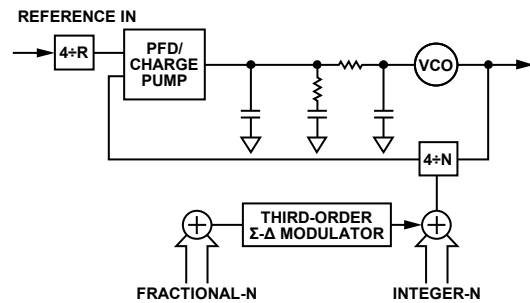 REFERENCE IN
4÷R
PFD/
CHARGE
PUMP
VCO
4÷N
THIRD-ORDER
Σ-Δ MODULATOR
FRACTIONAL-N
INTEGER-N